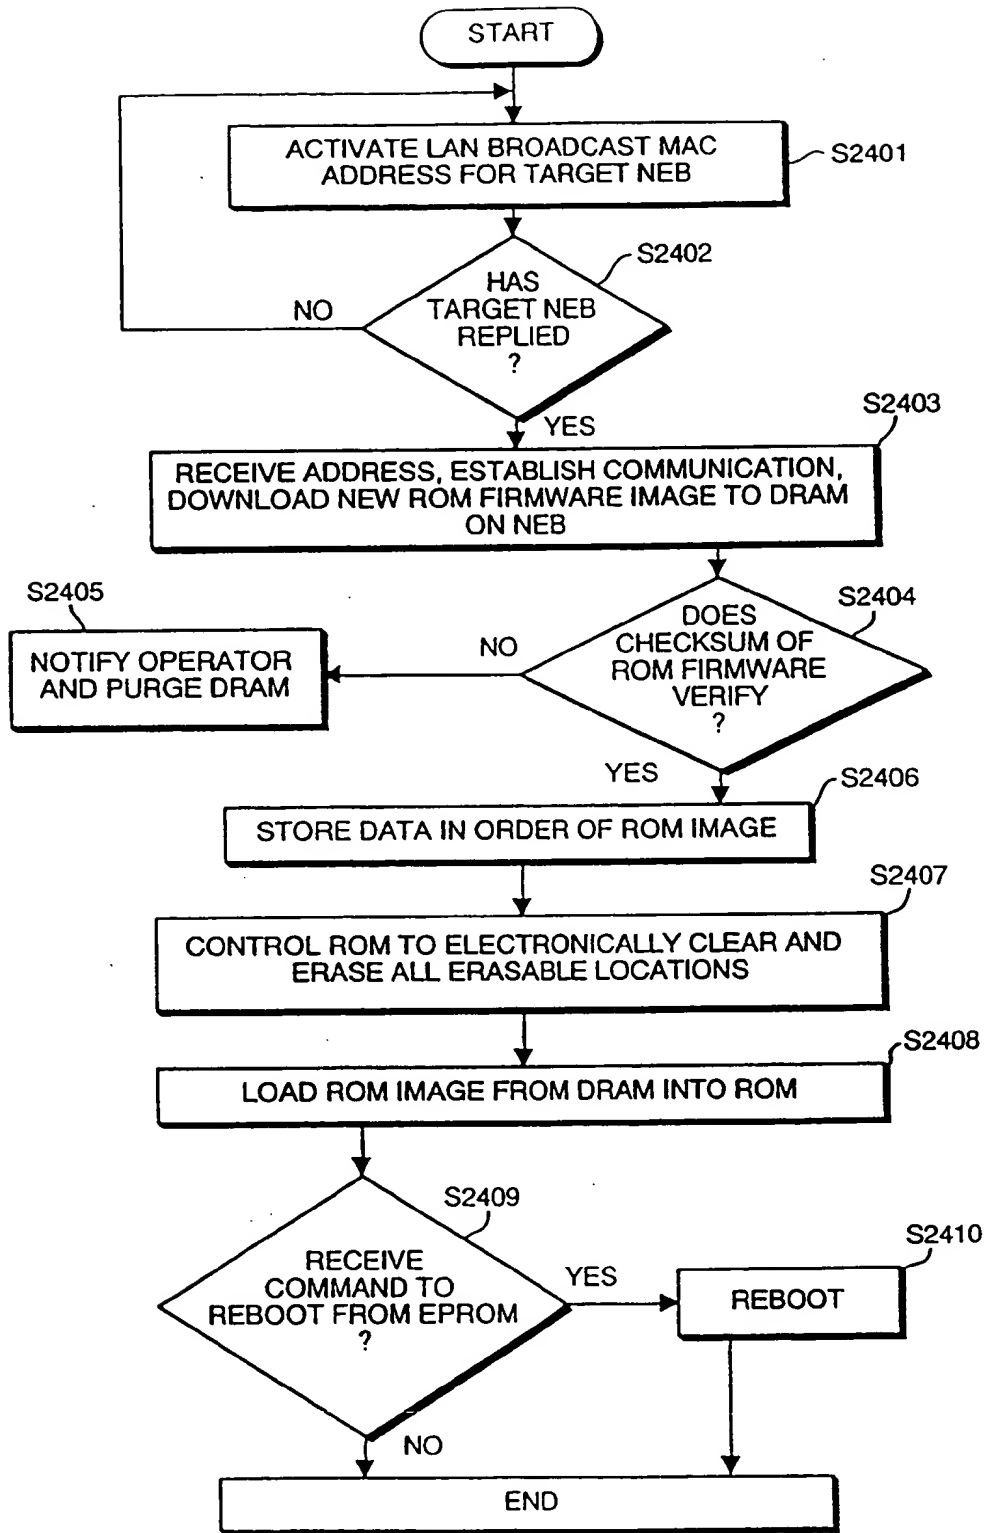 START
ACTIVATE LAN BROADCAST MAC
ADDRESS FOR TARGET NEB
S2401
HAS
TARGET NEB
REPLIED
?
S2402
NO
YES
S2403
RECEIVE ADDRESS, ESTABLISH COMMUNICATION,
DOWNLOAD NEW ROM FIRMWARE IMAGE TO DRAM
ON NEB
S2405
NOTIFY OPERATOR
AND PURGE DRAM
NO
DOES
CHECKSUM OF
ROM FIRMWARE
VERIFY
?
S2404
YES
S2406
STORE DATA IN ORDER OF ROM IMAGE
S2407
CONTROL ROM TO ELECTRONICALLY CLEAR AND
ERASE ALL ERASABLE LOCATIONS
S2408
LOAD ROM IMAGE FROM DRAM INTO ROM
S2409
RECEIVE
COMMAND TO
REBOOT FROM EPROM
?
YES
S2410
REBOOT
NO
END